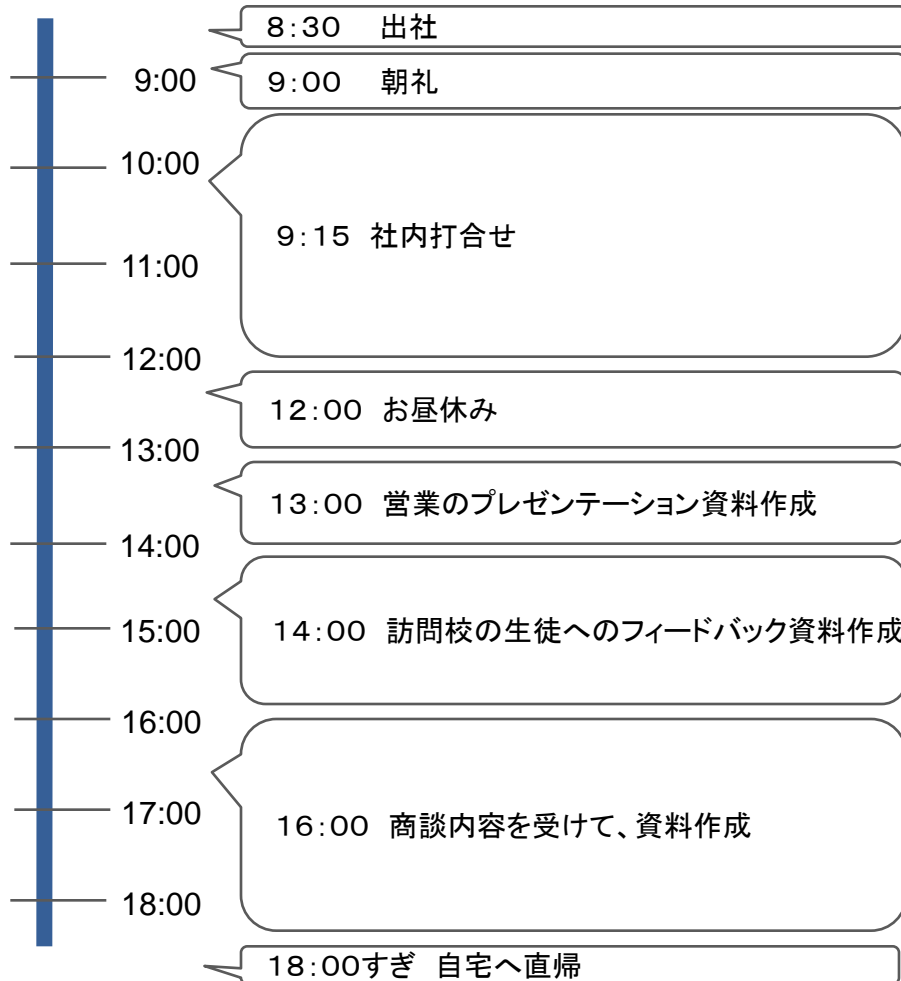 8：30　出社
9:00
9：00　朝礼
10:00
9：15　社内打合せ
11:00
12:00
12：00　お昼休み
13:00
13：00　営業のプレゼンテーション資料作成
14:00
14：00　訪問校の生徒へのフィードバック資料作成
15:00
16:00
16：00　商談内容を受けて、資料作成
17:00
18:00
18：00すぎ　自宅へ直帰